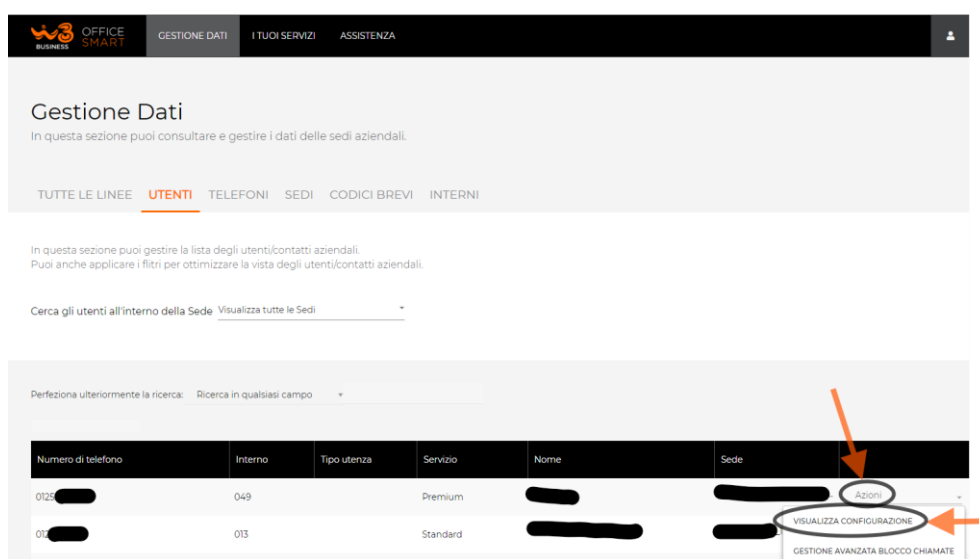 W3 OFFICE
BUSINESS SMART
GESTIONE DATI I TUOI SERVIZI ASSISTENZA
Gestione Dati
In questa sezione puoi consultare e gestire i dati delle sedi aziendali.
TUTTE LE LINEE UTENTI TELEFONI SEDI CODICI BREVI INTERNI
In questa sezione puoi gestire la lista degli utenti/contatti aziendali.
Puoi anche applicare i flitri per ottimizzare la vista degli utenti/contatti aziendali.
Cerca gli utenti all'interno della Sede Visualizza tutte le Sedi
Perfeziona ulteriormente la ricerca: Ricerca in qualsiasi campo
Numero di telefono Interno Tipo utenza Servizio Nome Sede
0125 049 Premium Azioni
VISUALIZZA CONFIGURAZIONE
012 013 Standard
GESTIONE AVANZATA BLOCCO CHIAMATE